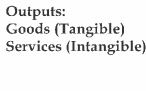 Outputs:
Goods (Tangible)
Services (Intangible)